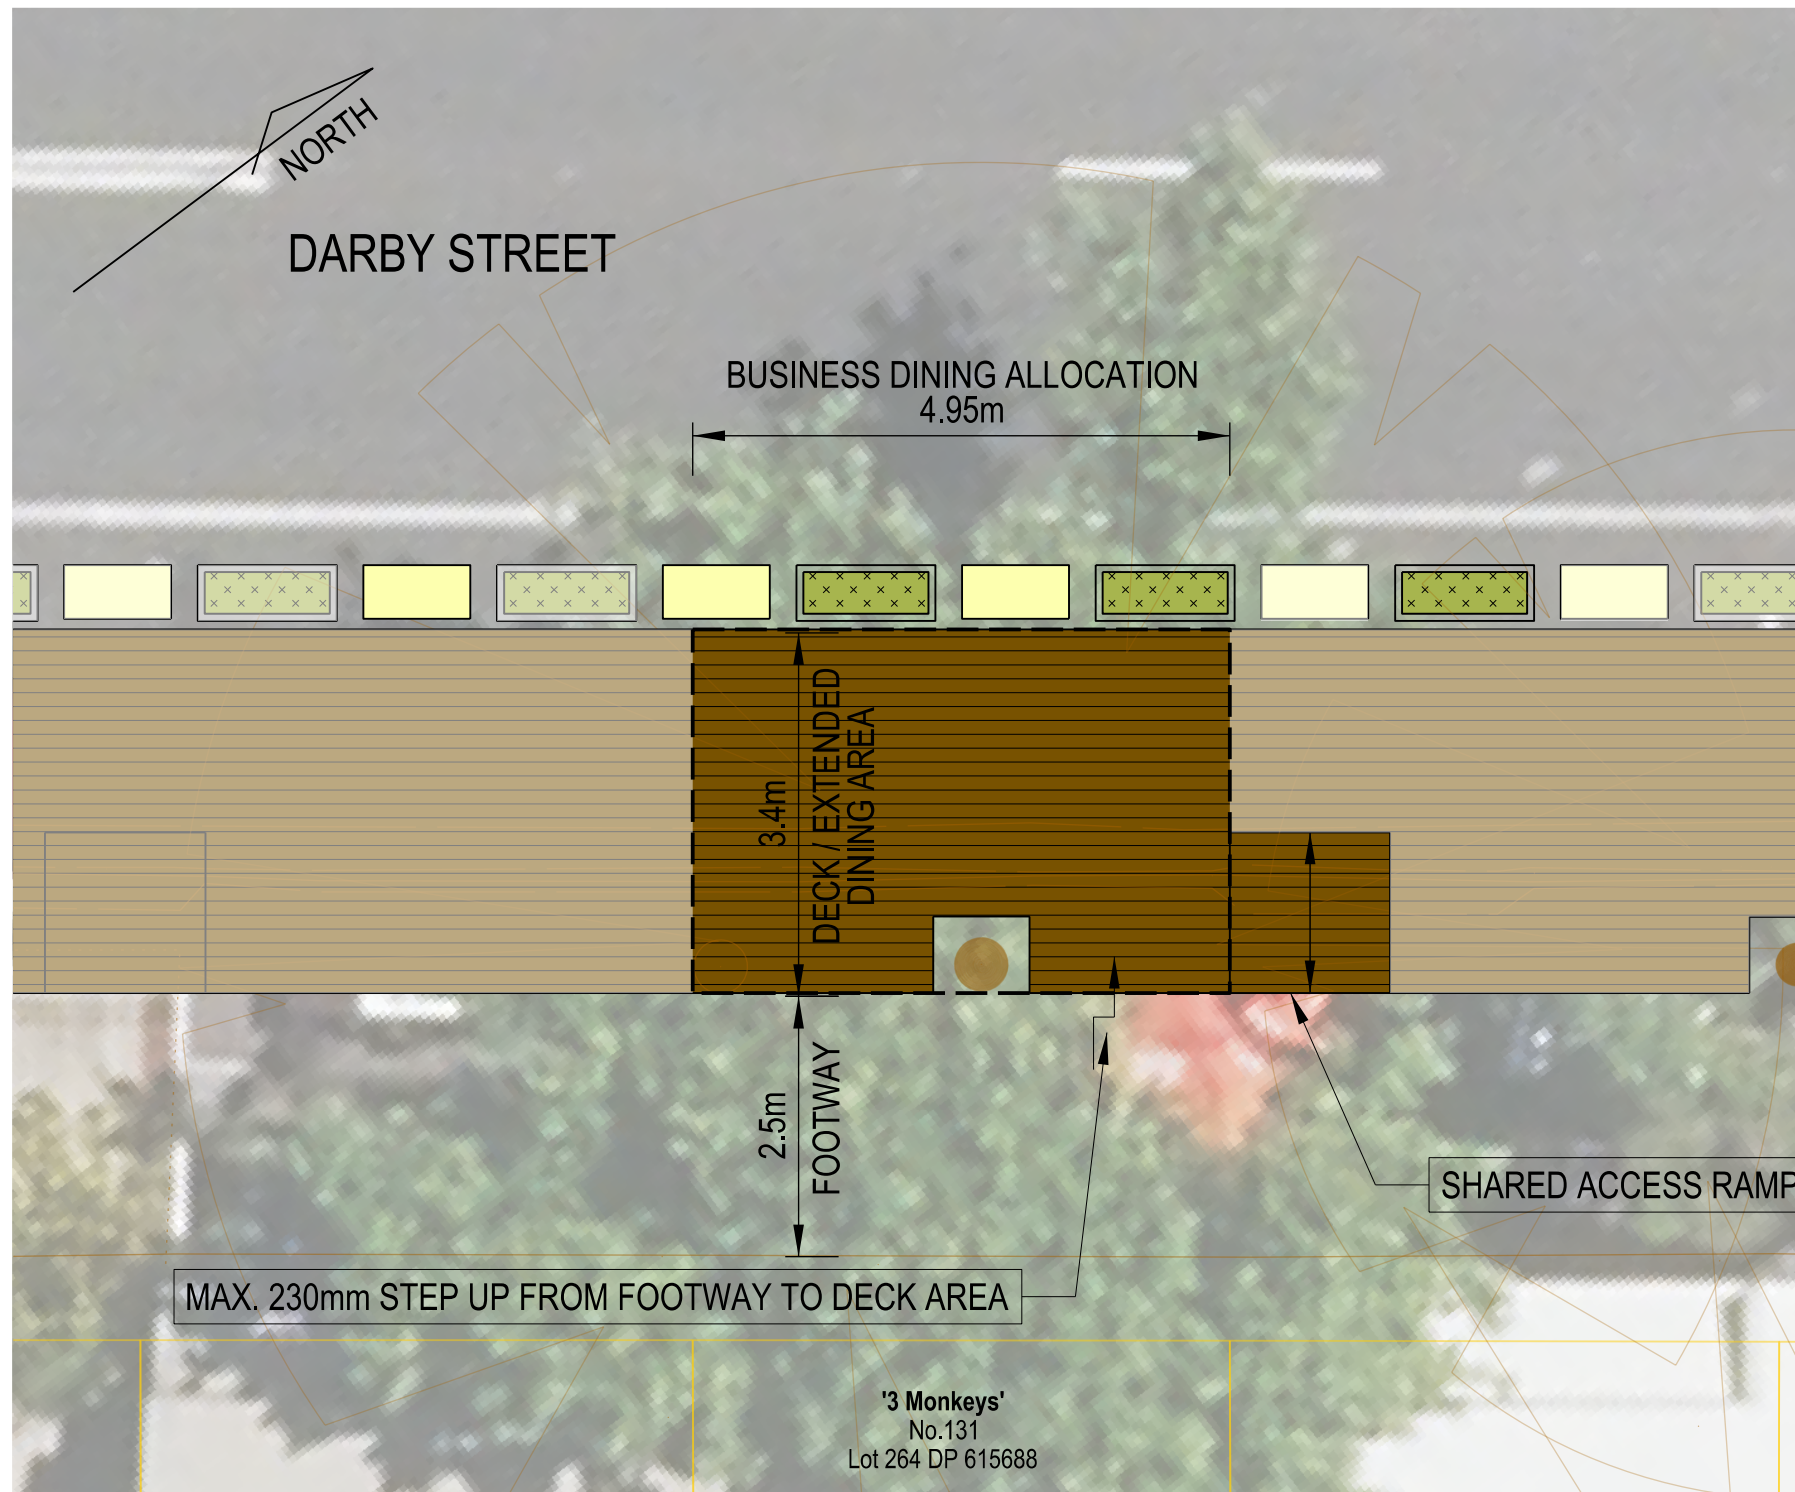 NORTH
DARBY STREET
BUSINESS DINING ALLOCATION
4.95m
3.4m
DECK / EXTENDED
DINING AREA
2.5m
FOOTWAY
SHARED ACCESS RAMP
MAX. 230mm STEP UP FROM FOOTWAY TO DECK AREA
'3 Monkeys'
No.131
Lot 264 DP 615688